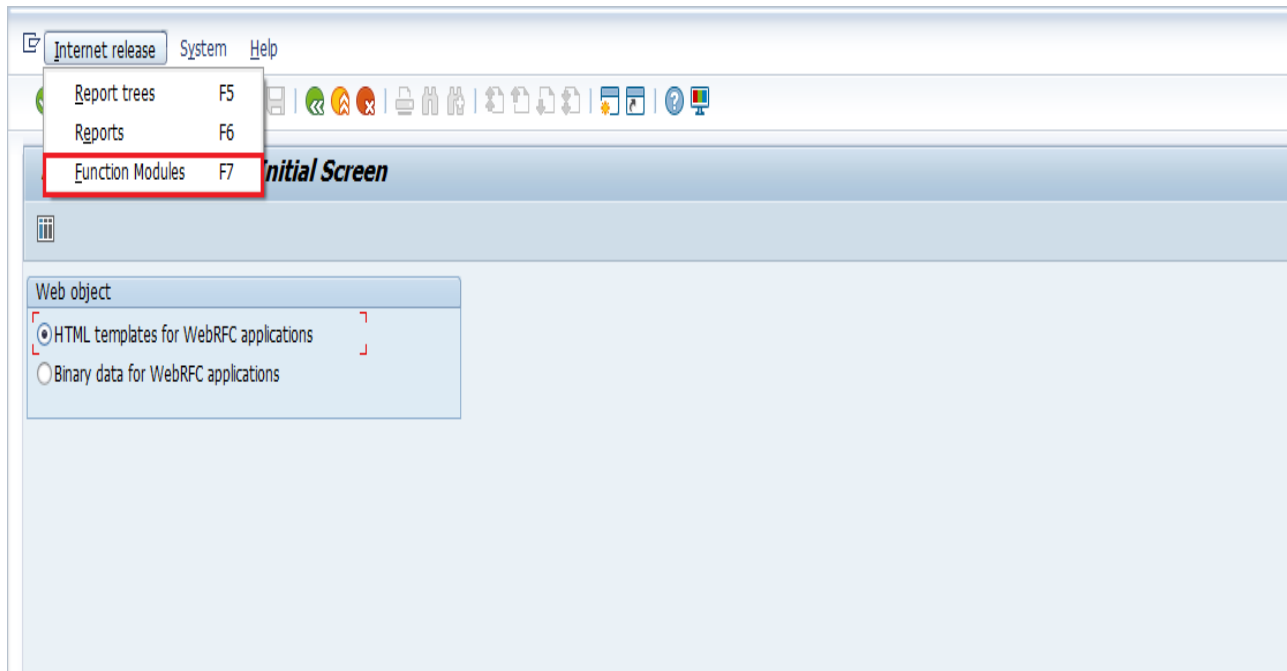 Internet release System Help
Report trees F5
Reports F6
Function Modules F7
Initial Screen
Web object
HTML templates for WebRFC applications
Binary data for WebRFC applications